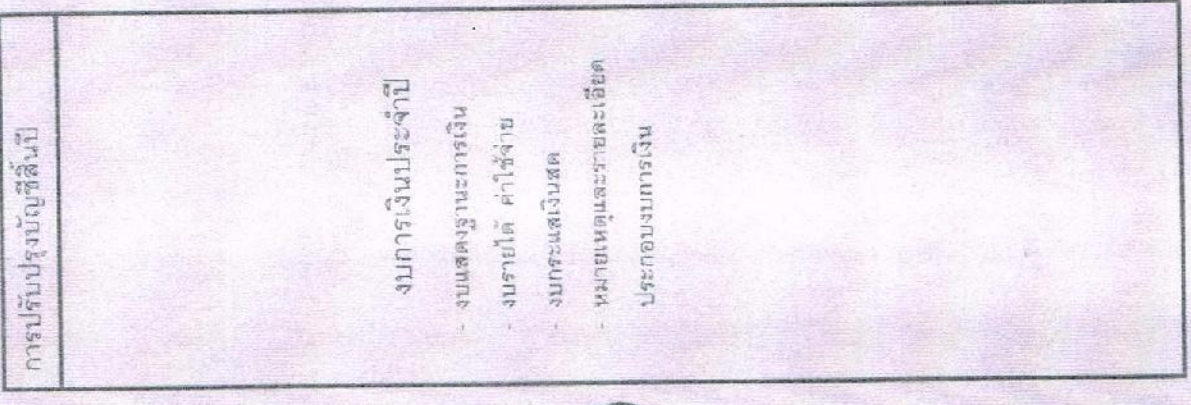 การปรับปรุงบัญชีสิ้นปี
งบการเงินประจำปี
- งบแสดงฐานะการเงิน
- งบรายได้ ค่าใช้จ่าย
- งบกระแสเงินสด
- หมายเหตุและรายละเอียด
ประกอบงบการเงิน